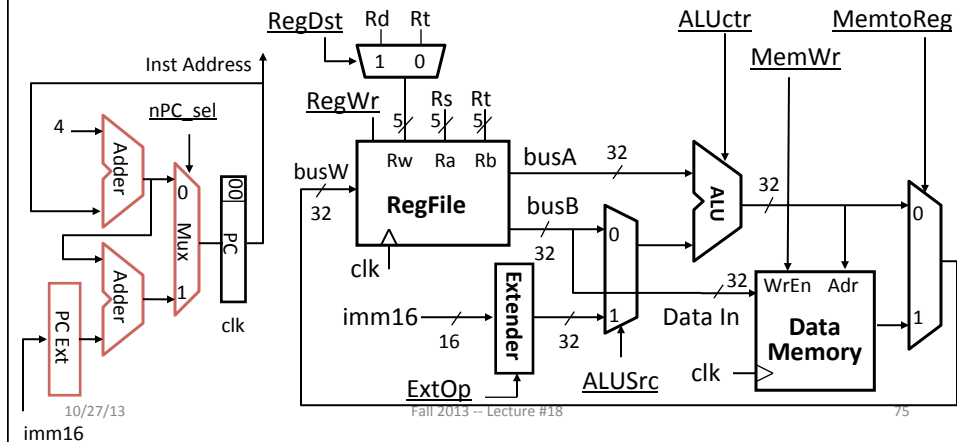 RegDst
Rd
Rt
ALUctr
MemtoReg
Inst Address
1
0
MemWr
nPC_sel
RegWr
Rs
Rt
4
5
5
5
Adder
0
00
busW
Rw
Ra
Rb
busA
32
32
RegFile
ALU
32
0
Mux
PC
busB
0
32
clk
32
WrEn
Adr
Adder
1
PC Ext
clk
imm16
16
Extender
32
1
Data In
Data
Memory
1
ExtOp
ALUSrc
clk
10/27/13
Fall 2013 -- Lecture #18
75
imm16